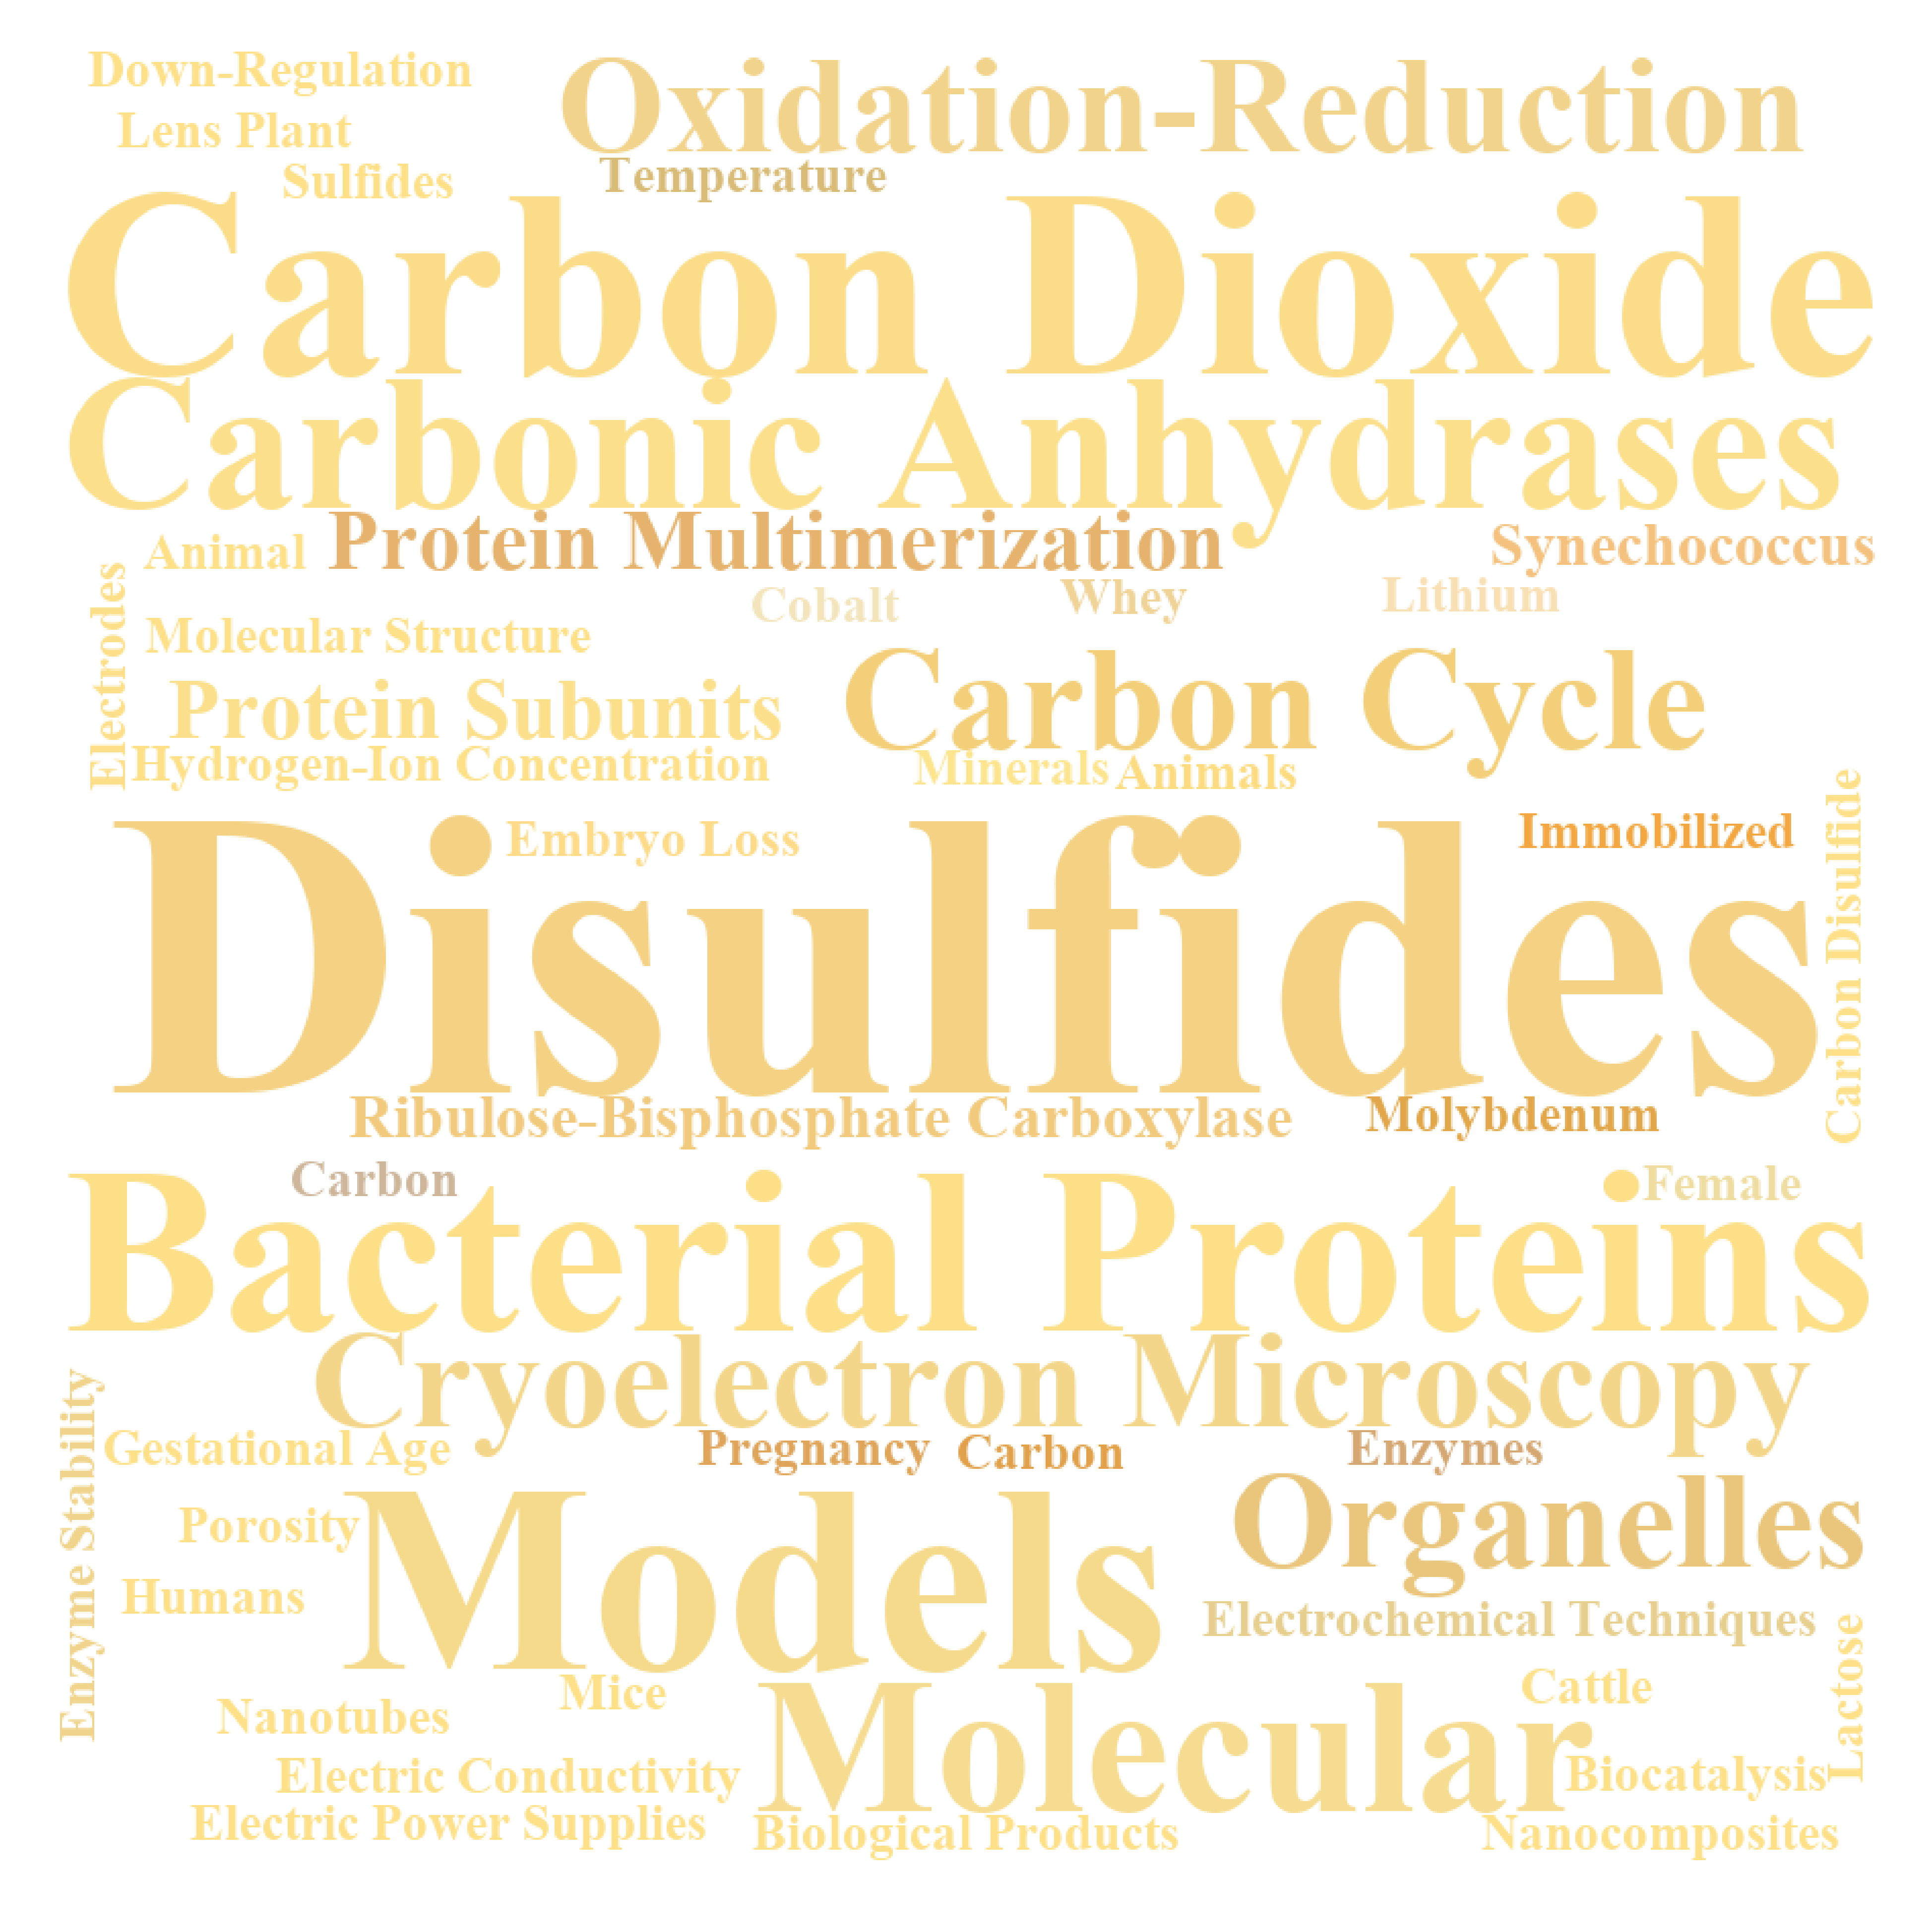 Down-Regulation
Oxidation-Reduction
Lens Plant
Sulfides
Temperature
Carbon Dioxide
Carbonic Anhydrases
Animal
Protein Multimerization
Synechococcus
Electrodes
Cobalt
Whey
Lithium
Molecular Structure
Protein Subunits
Carbon Cycle
Hydrogen-Ion Concentration
Minerals
Animals
Disulfides
Embryo Loss
Immobilized
Carbon Disulfide
Ribulose-Bisphosphate Carboxylase
Molybdenum
Carbon
Female
Bacterial Proteins
Cryoelectron Microscopy
Enzyme Stability
Gestational Age
Pregnancy
Carbon
Enzymes
Models
Organelles
Porosity
Humans
Electrochemical Techniques
Lactose
Mice
Cattle
Nanotubes
Molecular
Electric Conductivity
Biocatalysis
Electric Power Supplies
Biological Products
Nanocomposites